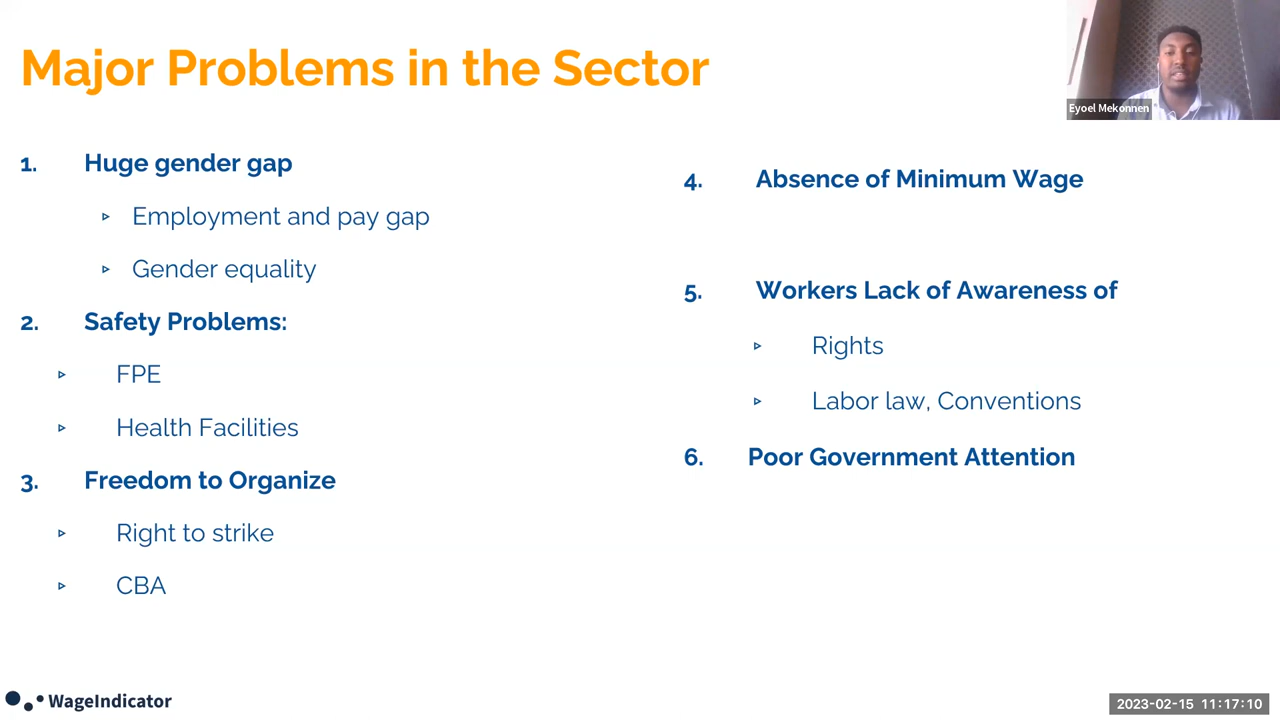 Major Problems in the Sector
Eyoel Mekonnen
1. Huge gender gap
Employment and pay gap
Gender equality
2. Safety Problems:
FPE
Health Facilities
3. Freedom to Organize
Right to strike
CBA
4. Absence of Minimum Wage
5. Workers Lack of Awareness of
Rights
Labor law, Conventions
6. Poor Government Attention
WageIndicator
2023-02-15 11:17:10